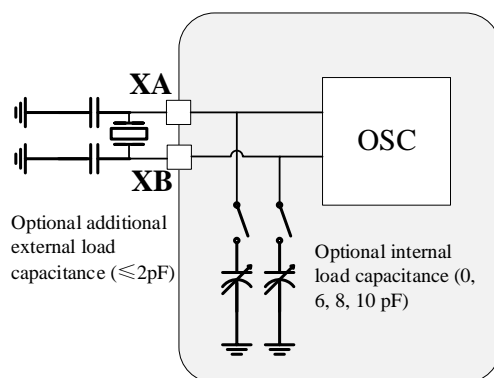 XA
OSC
XB
Optional additional
external load
capacitance (≤2pF)
Optional internal
load capacitance (0,
6, 8, 10 pF)